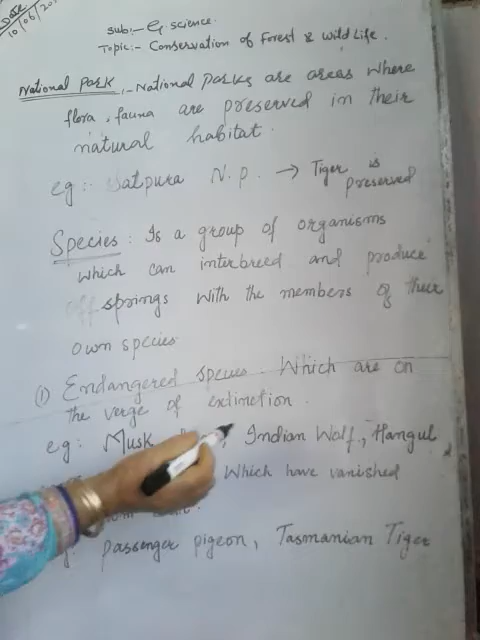 Date
10/06/20
Sub:- G science.
Topic:- Conservation of Forest & Wild Life.
National Park :- National Parks are areas where
flora, fauna are preserved in their
natural habitat.
eg:- Satpura N.P. → Tiger is
preserved
Species: Is a group of organisms
which can interbreed and produce
offsprings with the members of their
own species
① Endangered species: Which are on
the verge of extinction.
eg: Musk , Indian Wolf, Hangul
Which have vanished
passenger pigeon, Tasmanian Tiger